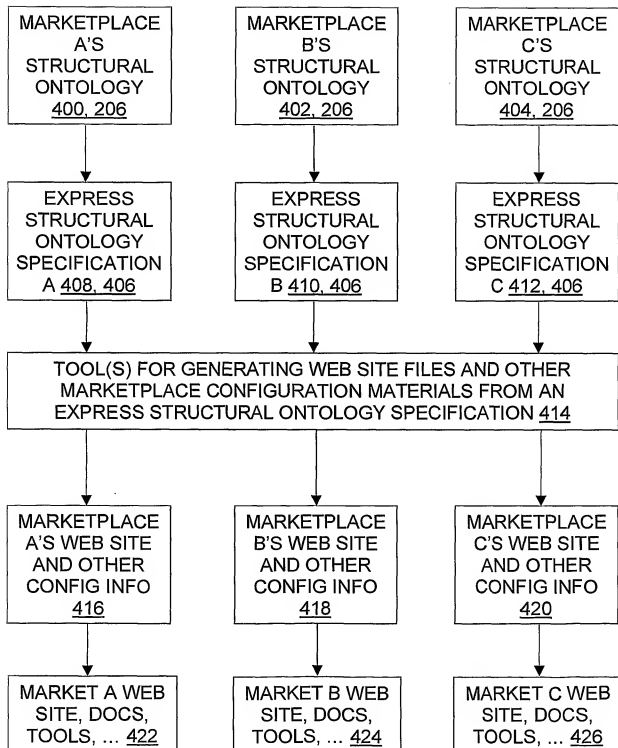 MARKETPLACE
A'S
STRUCTURAL
ONTOLOGY
400, 206
MARKETPLACE
B'S
STRUCTURAL
ONTOLOGY
402, 206
MARKETPLACE
C'S
STRUCTURAL
ONTOLOGY
404, 206
EXPRESS
STRUCTURAL
ONTOLOGY
SPECIFICATION
A 408, 406
EXPRESS
STRUCTURAL
ONTOLOGY
SPECIFICATION
B 410, 406
EXPRESS
STRUCTURAL
ONTOLOGY
SPECIFICATION
C 412, 406
TOOL(S) FOR GENERATING WEB SITE FILES AND OTHER
MARKETPLACE CONFIGURATION MATERIALS FROM AN
EXPRESS STRUCTURAL ONTOLOGY SPECIFICATION 414
MARKETPLACE
A'S WEB SITE
AND OTHER
CONFIG INFO
416
MARKETPLACE
B'S WEB SITE
AND OTHER
CONFIG INFO
418
MARKETPLACE
C'S WEB SITE
AND OTHER
CONFIG INFO
420
MARKET A WEB
SITE, DOCS,
TOOLS, ... 422
MARKET B WEB
SITE, DOCS,
TOOLS, ... 424
MARKET C WEB
SITE, DOCS,
TOOLS, ... 426